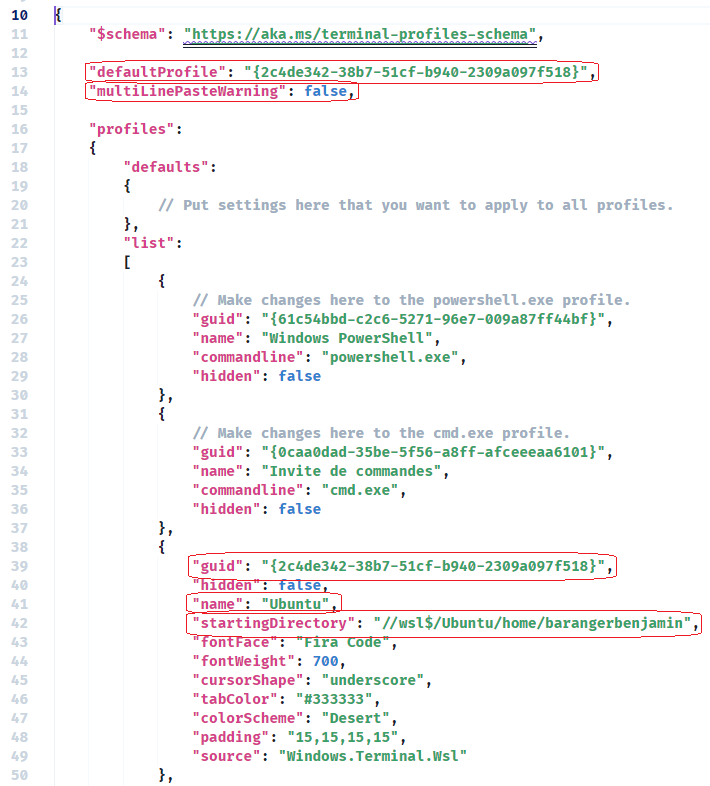 10 {
11 "$schema": "https://aka.ms/terminal-profiles-schema",
12
13 "defaultProfile": "{2c4de342-38b7-51cf-b940-2309a097f518}",
14 "multiLinePasteWarning": false,
15
16 "profiles":
17 {
18 "defaults":
19 {
20 // Put settings here that you want to apply to all profiles.
21 },
22 "list":
23 [
24 {
25 // Make changes here to the powershell.exe profile.
26 "guid": "{61c54bbd-c2c6-5271-96e7-009a87ff44bf}",
27 "name": "Windows PowerShell",
28 "commandline": "powershell.exe",
29 "hidden": false
30 },
31 {
32 // Make changes here to the cmd.exe profile.
33 "guid": "{0caa0dad-35be-5f56-a8ff-afceeeaa6101}",
34 "name": "Invite de commandes",
35 "commandline": "cmd.exe",
36 "hidden": false
37 },
38 {
39 "guid": "{2c4de342-38b7-51cf-b940-2309a097f518}",
40 "hidden": false,
41 "name": "Ubuntu",
42 "startingDirectory": "//wsl$/Ubuntu/home/barangerbenjamin",
43 "fontFace": "Fira Code",
44 "fontWeight": 700,
45 "cursorShape": "underscore",
46 "tabColor": "#333333",
47 "colorScheme": "Desert",
48 "padding": "15,15,15,15",
49 "source": "Windows.Terminal.Wsl"
50 },